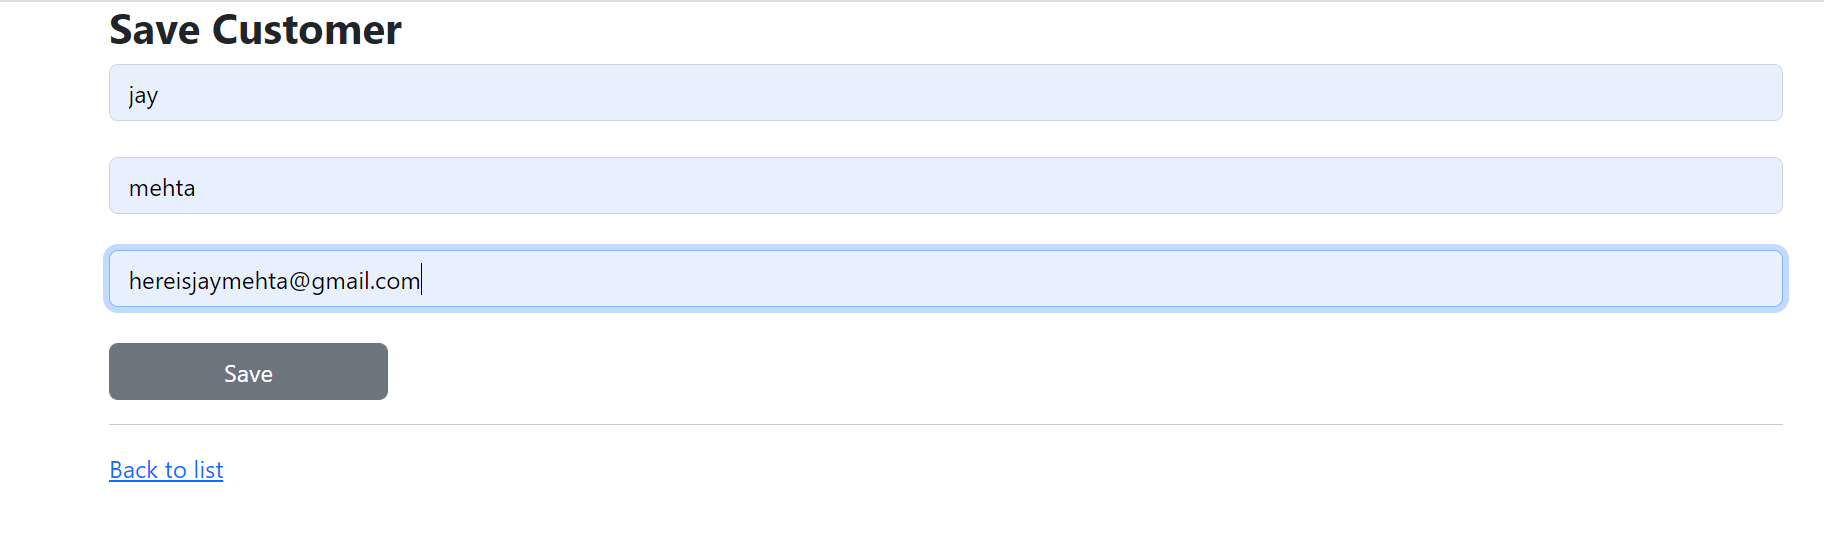 Save Customer
jay
mehta
hereisjaymehta@gmail.com
Save
Back to list